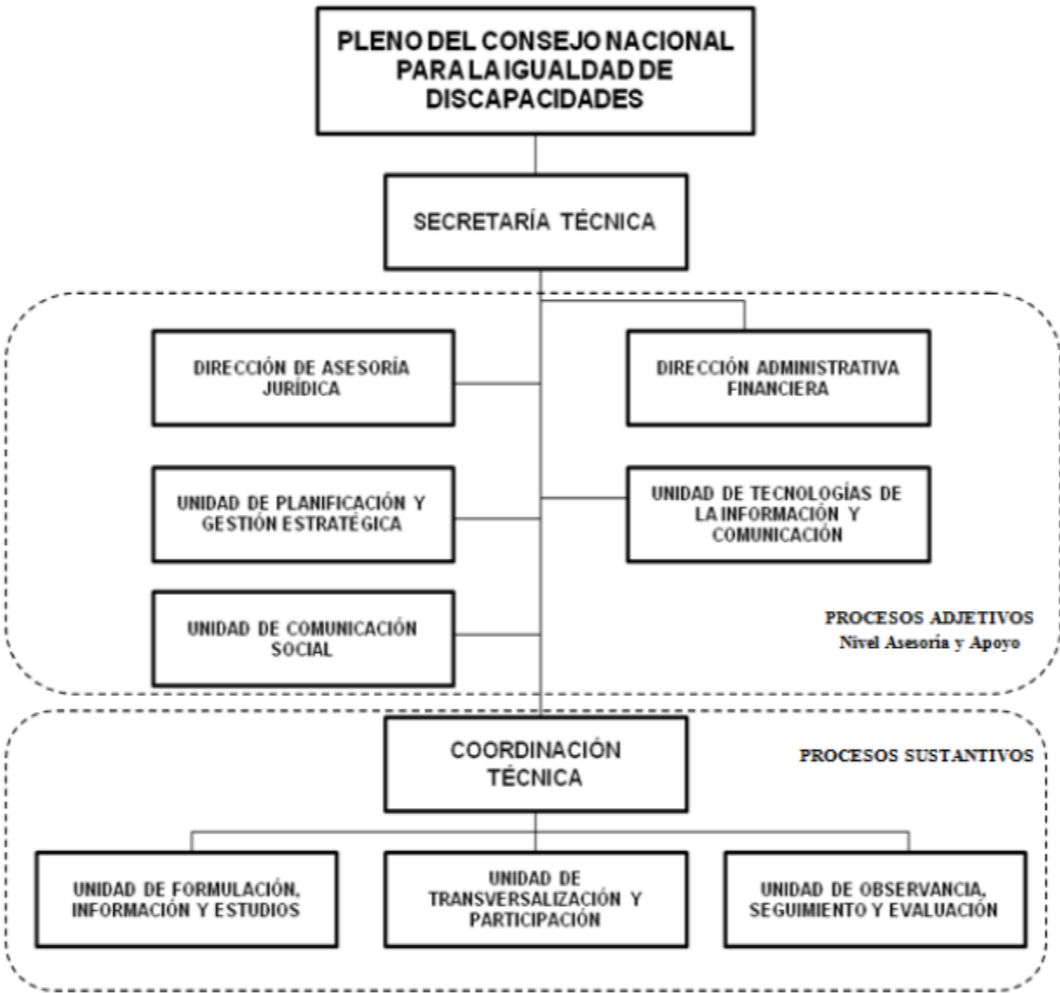 PLENO DEL CONSEJO NACIONAL
PARA LA IGUALDAD DE
DISCAPACIDADES
SECRETARÍA TÉCNICA
DIRECCIÓN DE ASESORÍA
JURÍDICA
DIRECCIÓN ADMINISTRATIVA
FINANCIERA
UNIDAD DE PLANIFICACIÓN Y
GESTIÓN ESTRATÉGICA
UNIDAD DE TECNOLOGÍAS DE
LA INFORMACIÓN Y
COMUNICACIÓN
UNIDAD DE COMUNICACIÓN
SOCIAL
PROCESOS ADJETIVOS
Nivel Asesoría y Apoyo
COORDINACIÓN
TÉCNICA
PROCESOS SUSTANTIVOS
UNIDAD DE FORMULACIÓN,
INFORMACIÓN Y ESTUDIOS
UNIDAD DE
TRANSVERSALIZACIÓN Y
PARTICIPACIÓN
UNIDAD DE OBSERVANCIA,
SEGUIMIENTO Y EVALUACIÓN